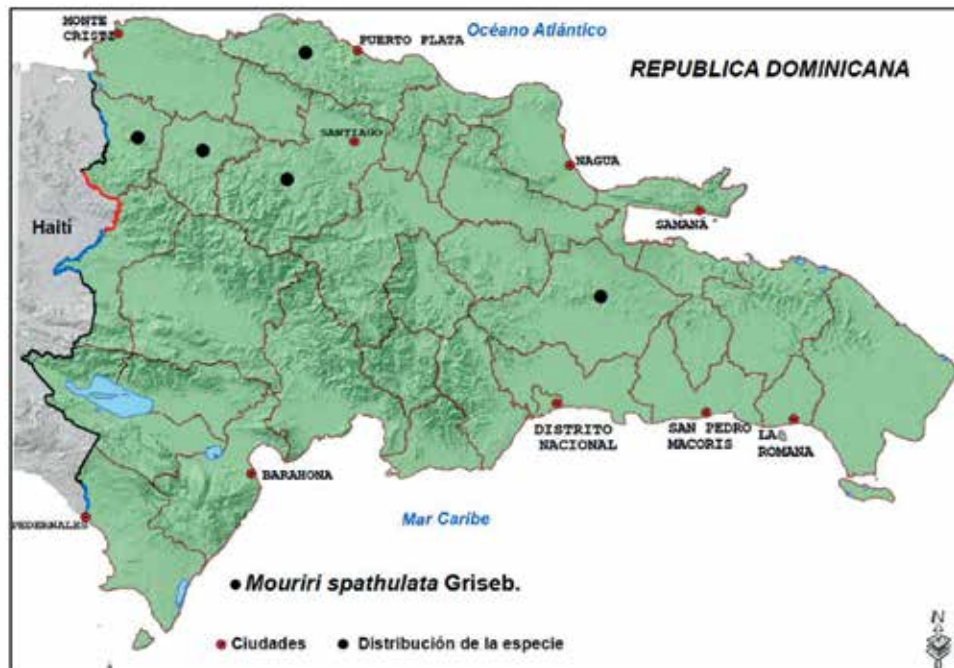 MONTE
CRISTI
PUERTO PLATA
Océano Atlántico
REPUBLICA DOMINICANA
SANTIAGO
NAGUA
SAMANÁ
Haití
DISTRITO
NACIONAL
SAN PEDRO
MACORIS
LA
ROMANA
BARAHONA
PEDERNALES
Mar Caribe
Mouriri spathulata Griseb.
Ciudades
Distribución de la especie
N